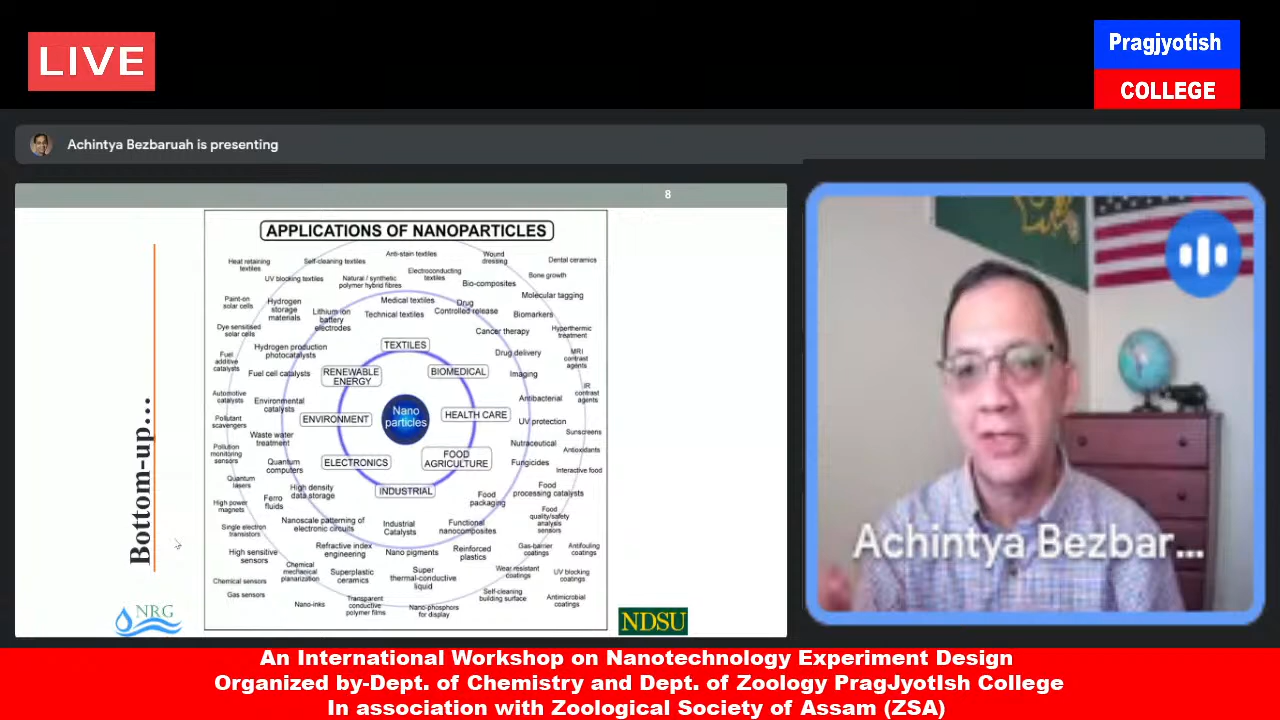 LIVE
Pragjyotish
COLLEGE
Achintya Bezbaruah is presenting
8
Bottom-up...
APPLICATIONS OF NANOPARTICLES
Heat retaining
textiles
Self-cleaning textiles
Anti-stain textiles
Wound
dressing
Dental ceramics
UV blocking textiles
Natural / synthetic
polymer hybrid fibres
Electroconducting
textiles
Bio-composites
Bone growth
Paint-on
solar cells
Hydrogen
storage
materials
Lithium ion
battery
electrodes
Medical textiles
Technical textiles
Drug
Controlled release
Molecular tagging
Biomarkers
Dye sensitised
solar cells
Cancer therapy
Hyperthermic
treatment
Hydrogen production
photocatalysts
TEXTILES
Drug delivery
MRI
contrast
agents
Fuel
additive
catalysts
Fuel cell catalysts
RENEWABLE
ENERGY
BIOMEDICAL
Imaging
IR
contrast
agents
Automotive
catalysts
Environmental
catalysts
Antibacterial
Pollutant
scavengers
ENVIRONMENT
Nano
particles
HEALTH CARE
UV protection
Sunscreens
Waste water
treatment
Nutraceutical
Antioxidants
Pollution
monitoring
sensors
Quantum
computers
ELECTRONICS
FOOD
AGRICULTURE
Fungicides
Interactive food
Quantum
lasers
High density
data storage
INDUSTRIAL
Food
packaging
Food
processing catalysts
High power
magnets
Ferro
fluids
Food
quality/safety
analysis
sensors
Single electron
transistors
Nanoscale patterning of
electronic circuits
Industrial
Catalysts
Functional
nanocomposites
High sensitive
sensors
Refractive index
engineering
Nano pigments
Reinforced
plastics
Gas-barrier
coatings
Antifouling
coatings
Chemical sensors
Chemical
mechanical
planarization
Superplastic
ceramics
Super
thermal-conductive
liquid
Wear resistant
coatings
UV blocking
coatings
Gas sensors
Nano-inks
Transparent
conductive
polymer films
Nano-phosphors
for display
Self-cleaning
building surface
Antimicrobial
coatings
NRG
NDSU
Achintya Bezbar...
An International Workshop on Nanotechnology Experiment Design
Organized by-Dept. of Chemistry and Dept. of Zoology PragJyotIsh College
In association with Zoological Society of Assam (ZSA)